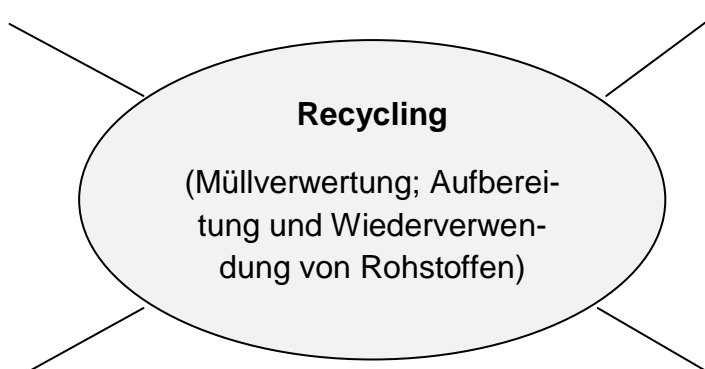 Recycling
(Müllverwertung; Aufberei-
tung und Wiederverwen-
dung von Rohstoffen)